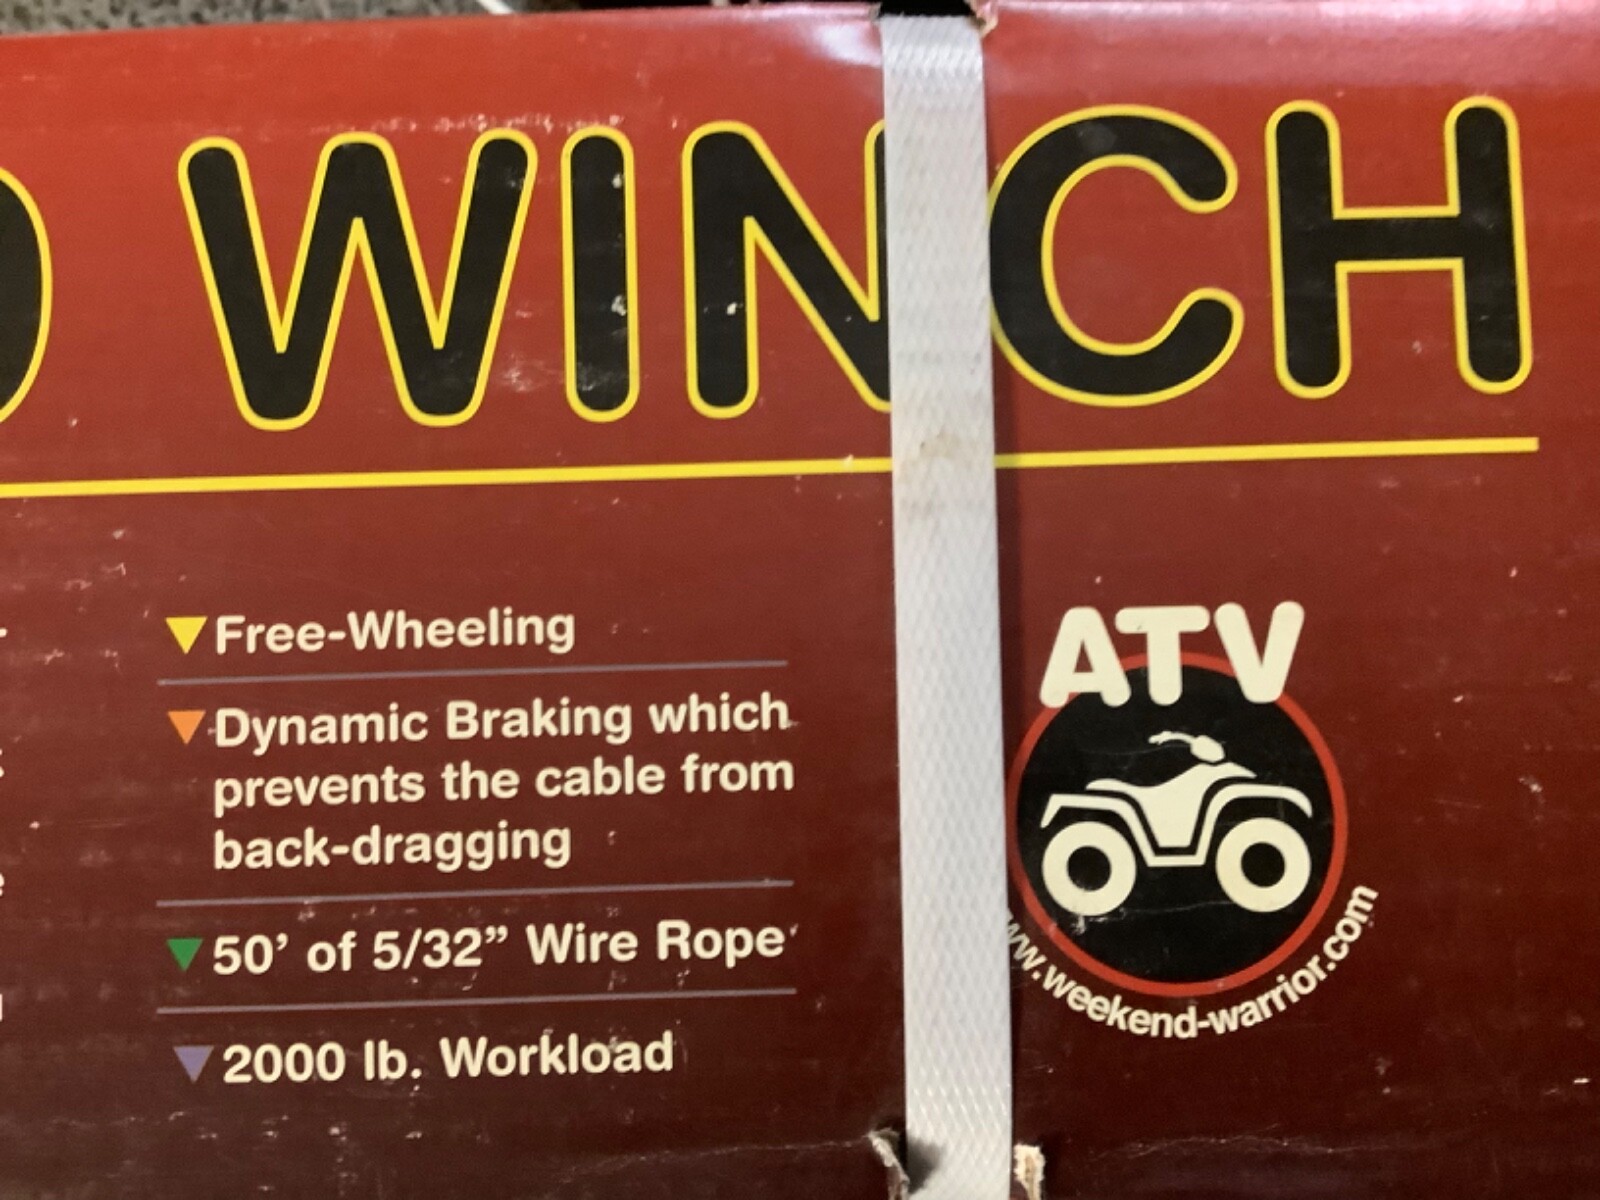 WINCH
Free-Wheeling
Dynamic Braking which
prevents the cable from
back-dragging
50' of 5/32” Wire Rope
2000 lb. Workload
ATV
ww.weekend-warrior.com